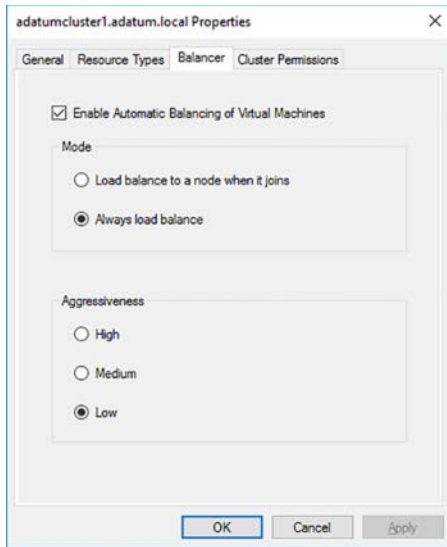 adatumcluster1.adatum.local Properties
General Resource Types Balancer Cluster Permissions
Enable Automatic Balancing of Virtual Machines
Mode
Load balance to a node when it joins
Always load balance
Aggressiveness
High
Medium
Low
OK Cancel Apply